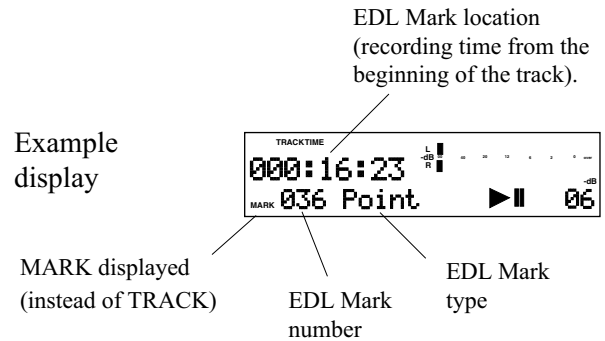 EDL Mark location
(recording time from the
beginning of the track).
Example
display
TRACKTIME
L
-dB
R
000:16:23
-dB
MARK 036 Point 06
MARK displayed
(instead of TRACK)
EDL Mark
number
EDL Mark
type